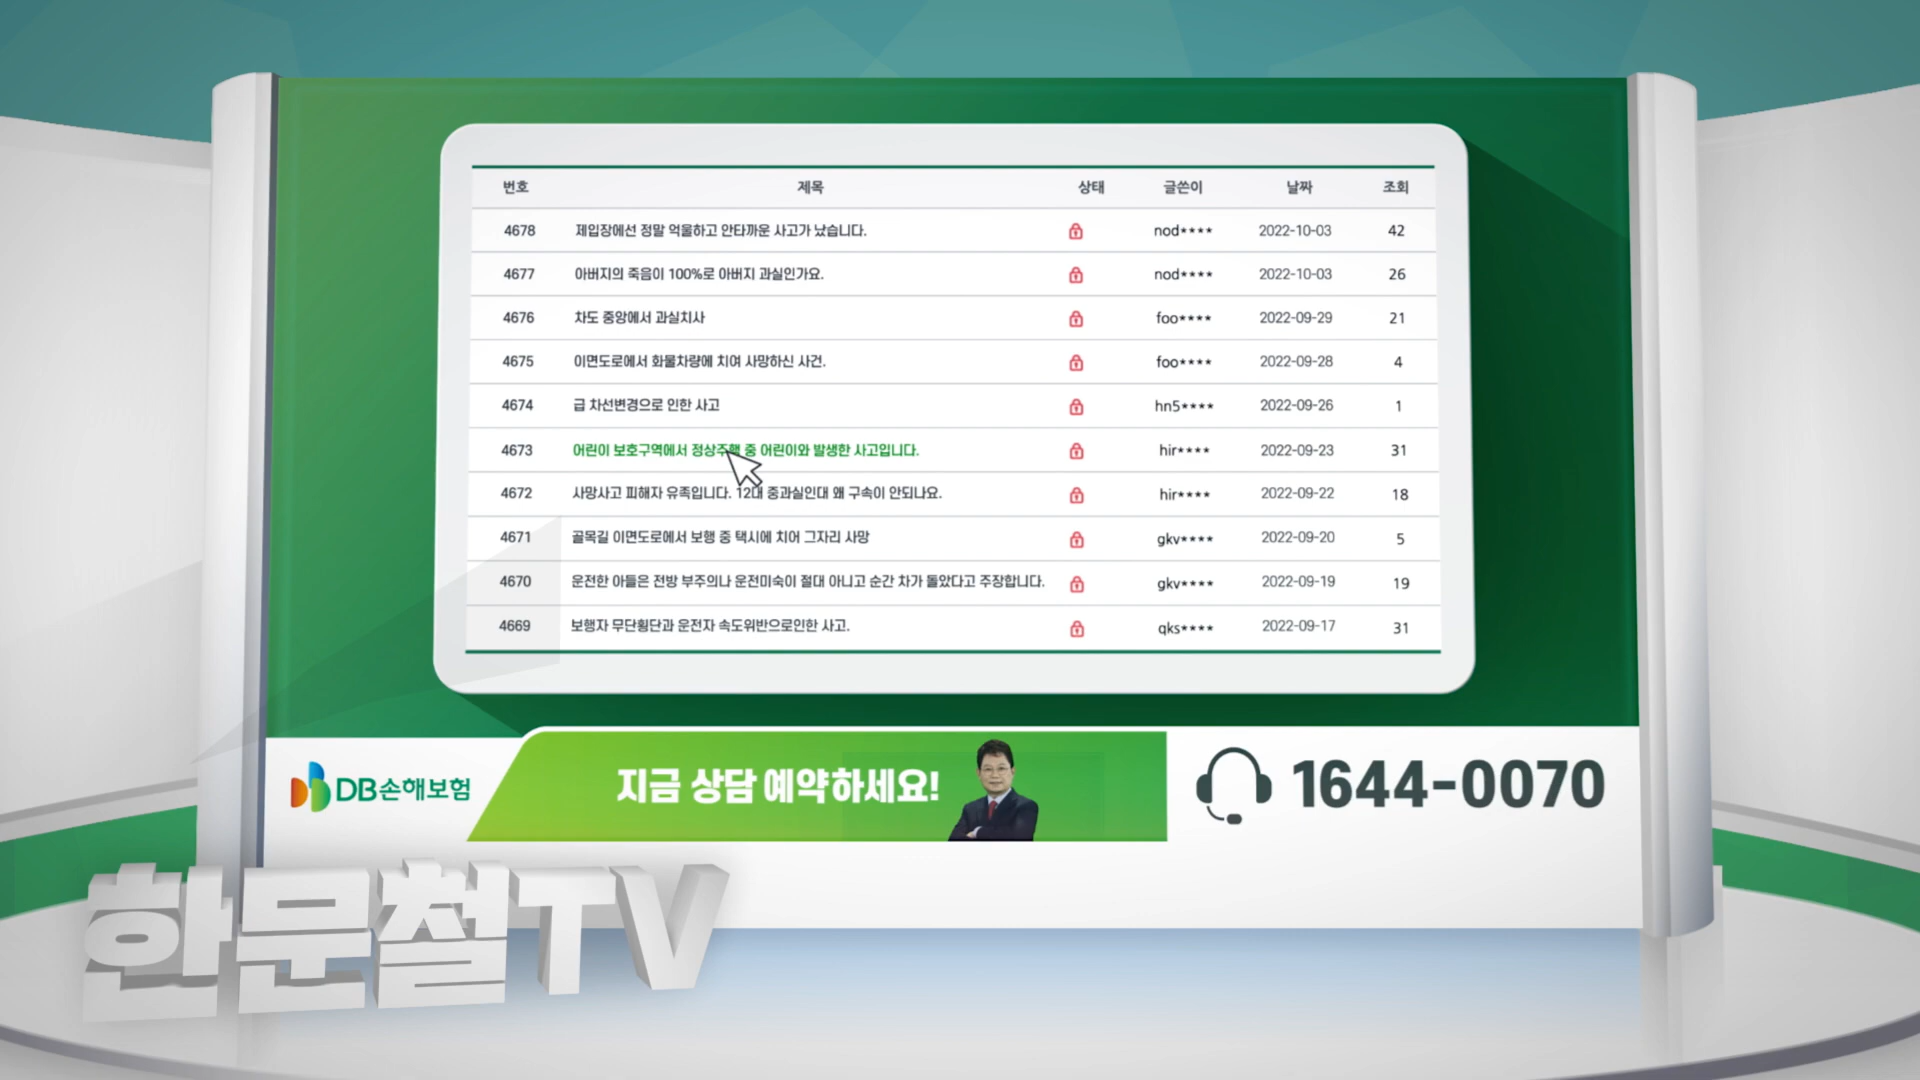 번호 제목 상태 글쓴이 날짜 조회
4678 제입장에선 정말 억울하고 안타까운 사고가 났습니다. nod**** 2022-10-03 42
4677 아버지의 죽음이 100%로 아버지 과실인가요. nod**** 2022-10-03 26
4676 차도 중앙에서 과실치사 foo**** 2022-09-29 21
4675 이면도로에서 화물차량에 치여 사망하신 사건. foo**** 2022-09-28 4
4674 급 차선변경으로 인한 사고 hn5**** 2022-09-26 1
4673 어린이 보호구역에서 정상주행 중 어린이와 발생한 사고입니다. hir**** 2022-09-23 31
4672 사망사고 피해자 유족입니다. 12대 중과실인대 왜 구속이 안되나요. hir**** 2022-09-22 18
4671 골목길 이면도로에서 보행 중 택시에 치어 그자리 사망 gkv**** 2022-09-20 5
4670 운전한 아들은 전방 부주의나 운전미숙이 절대 아니고 순간 차가 돌았다고 주장합니다. gkv**** 2022-09-19 19
4669 보행자 무단횡단과 운전자 속도위반으로인한 사고. qks**** 2022-09-17 31
DB손해보험 지금 상담 예약하세요! 1644-0070
한문철TV